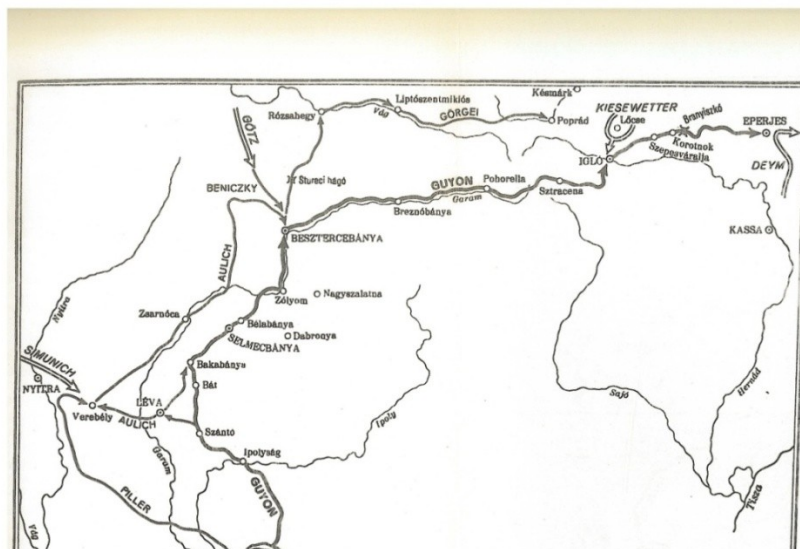 Késmárk
KIESEWETTER
Lőcse
Branyiszkó
EPERJES
Liptószentmiklós
Rózsahegy
Vág
GÖRGEI
Poprád
Korotnok
Szepesváralja
IGLÓ
DEYM
GÖTZ
Stureci hágó
BENICZKY
GUYON
Pohorella
Garam
Sztracena
Breznóbánya
BESZTERCEBÁNYA
KASSA
AULICH
Zólyom
Nagyszalatna
Nyitra
Zsarnóca
Bélabánya
SELMECBÁNYA
Dobronya
SIMUNICH
Bakabánya
NYITRA
Bát
Sajó
Hernád
LÉVA
Verebély
AULICH
Szántó
Ipoly
Garam
Ipolyság
PILLER
GUYON
Tisza
Vág